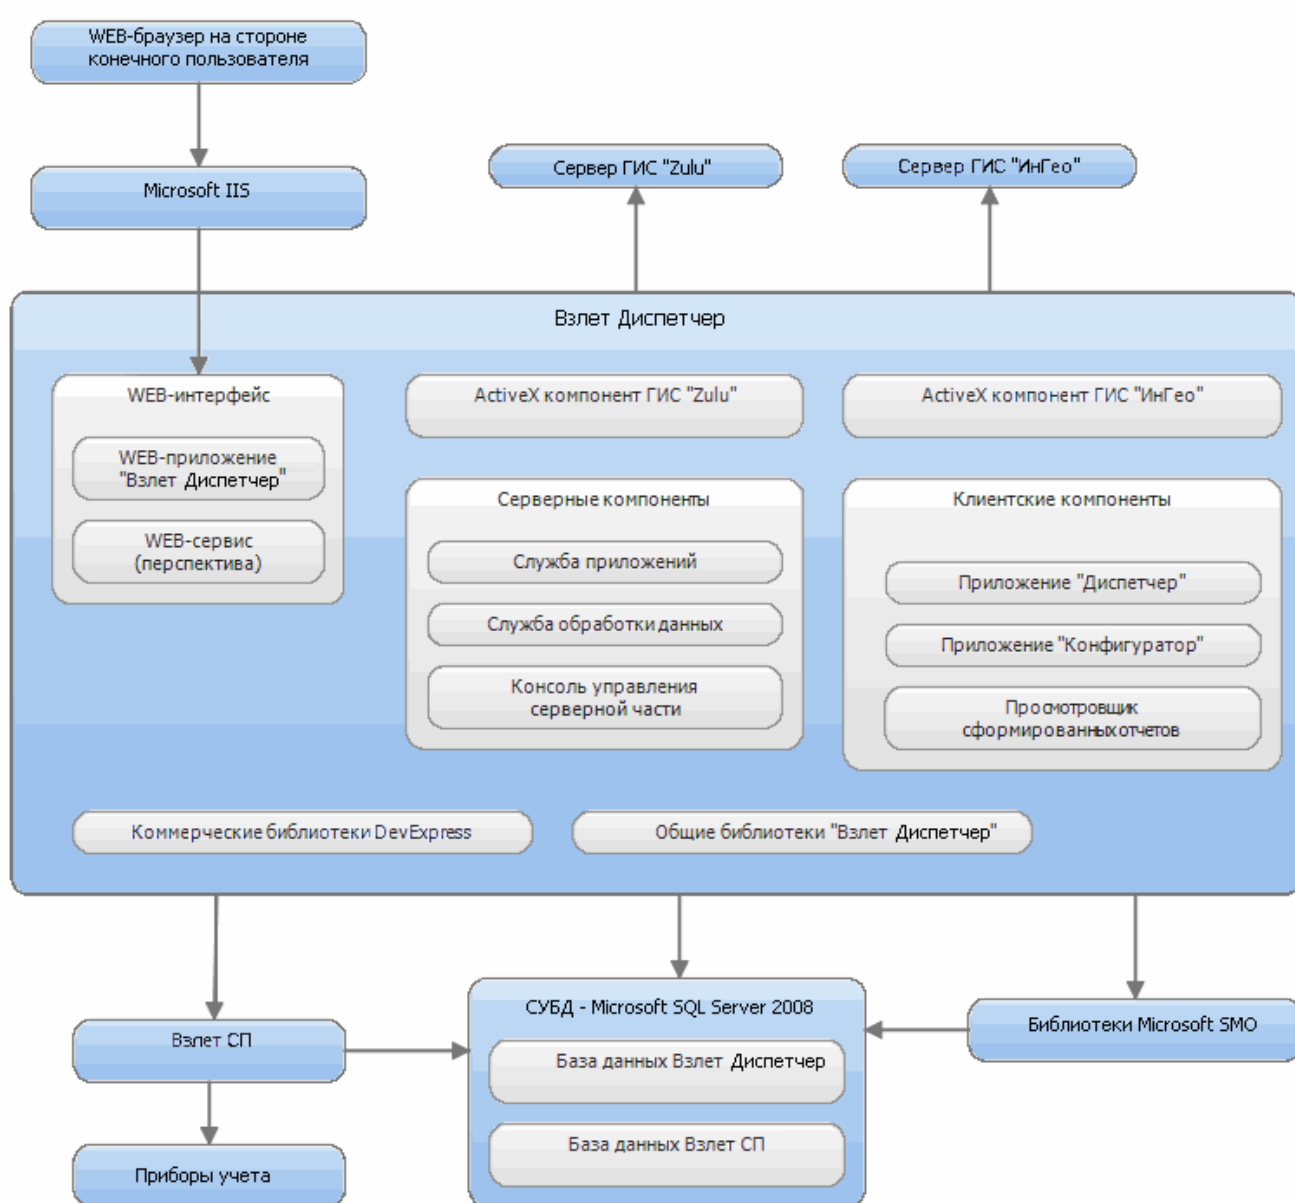 WEB-браузер на стороне
конечного пользователя
Microsoft IIS
Сервер ГИС "Zulu"
Сервер ГИС "ИнГео"
Взлет Диспетчер
WEB-интерфейс
WEB-приложение
"Взлет Диспетчер"
WEB-сервис
(перспектива)
ActiveX компонент ГИС "Zulu"
ActiveX компонент ГИС "ИнГео"
Серверные компоненты
Служба приложений
Служба обработки данных
Консоль управления
серверной части
Клиентские компоненты
Приложение "Диспетчер"
Приложение "Конфигуратор"
Просмотровщик
сформированных отчетов
Коммерческие библиотеки DevExpress
Общие библиотеки "Взлет Диспетчер"
Взлет СП
Приборы учета
СУБД - Microsoft SQL Server 2008
База данных Взлет Диспетчер
База данных Взлет СП
Библиотеки Microsoft SMO